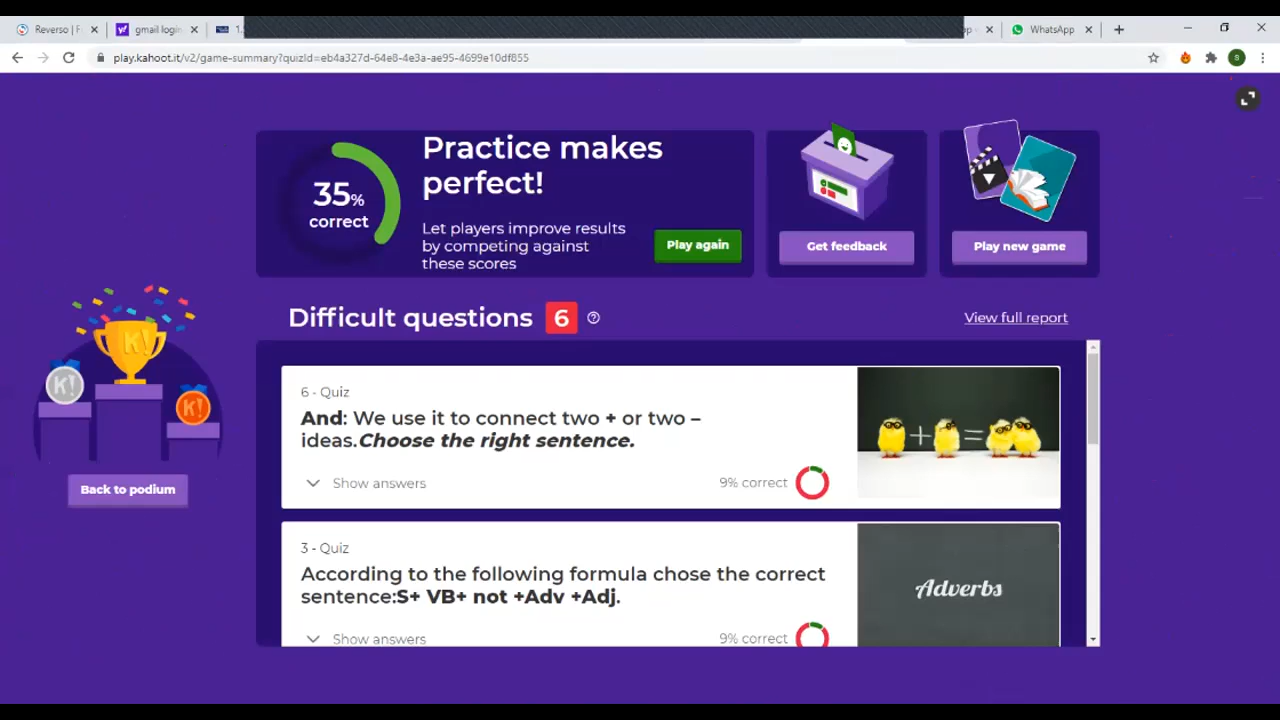 Reverso | F
gmail login
1.
WhatsApp
play.kahoot.it/v2/game-summary?quizId=eb4a327d-64e8-4e3a-ae95-4699e10df855
S
35%
correct
Practice makes
perfect!
Let players improve results
by competing against
these scores
Play again
Get feedback
Play new game
K!
K!
K!
Back to podium
Difficult questions 6
View full report
6 - Quiz
And: We use it to connect two + or two –
ideas.Choose the right sentence.
Show answers
9% correct
3 - Quiz
According to the following formula chose the correct
sentence:S+ VB+ not +Adv +Adj.
Show answers
9% correct
Adverbs